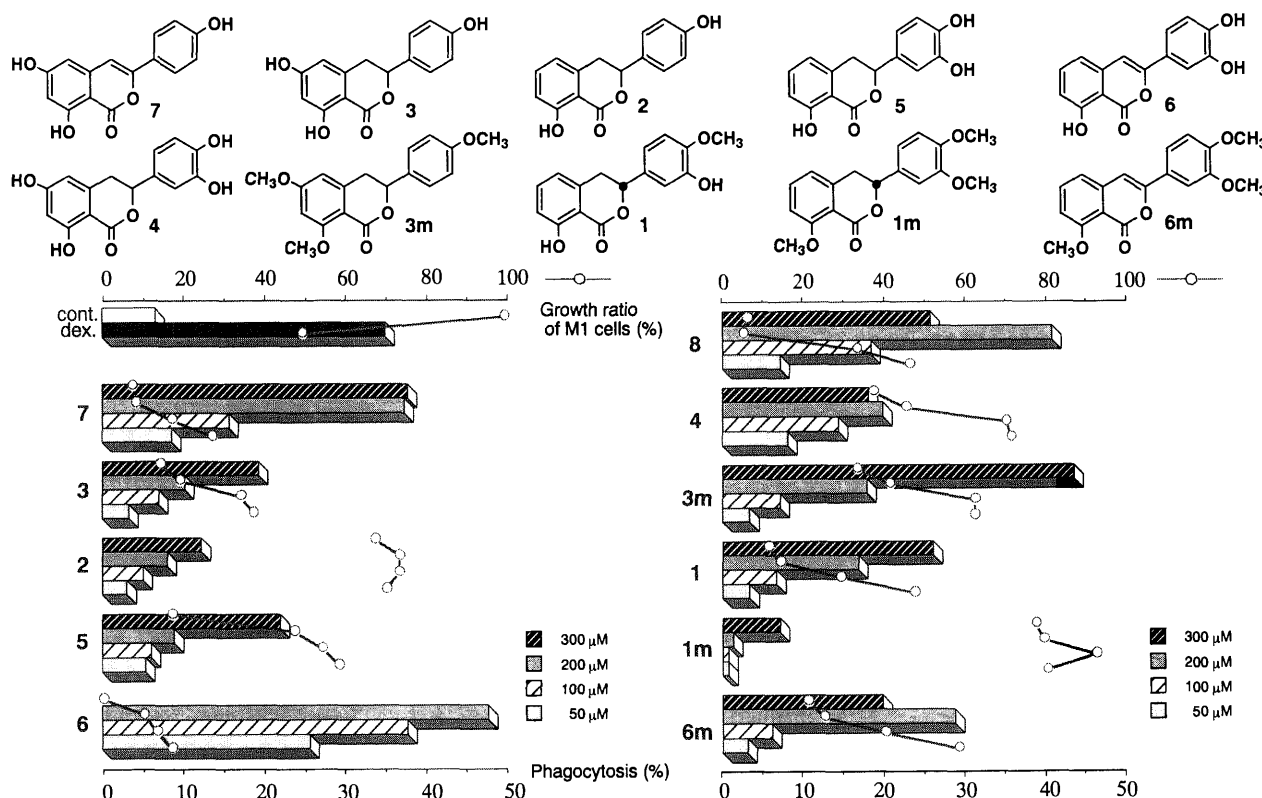 OH OH OH OH OH
HO HO OH OH
O O O O O
HO O 7 HO O 3 HO O 2 HO O 5 HO O 6
OH OCH3 OCH3 OCH3 OCH3
HO OH CH3O OH OCH3 OCH3
O O O O O
HO O 4 CH3O O 3m HO O 1 CH3O O 1m CH3O O 6m
0 20 40 60 80 100
Growth ratio
of M1 cells (%)
cont.
dex.
7
3
2
5
6
300 μM
200 μM
100 μM
50 μM
Phagocytosis (%)
0 10 20 30 40 50
0 20 40 60 80 100
8
4
3m
1
1m
6m
300 μM
200 μM
100 μM
50 μM
0 10 20 30 40 50